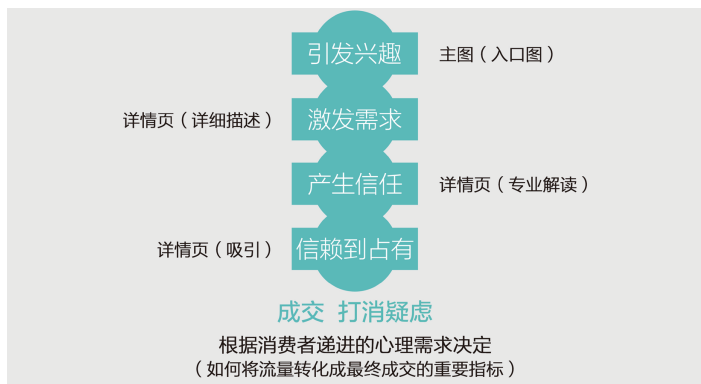 引发兴趣 主图（入口图）
详情页（详细描述） 激发需求
产生信任 详情页（专业解读）
详情页（吸引） 信赖到占有
成交 打消疑虑
根据消费者递进的心理需求决定
（如何将流量转化成最终成交的重要指标）